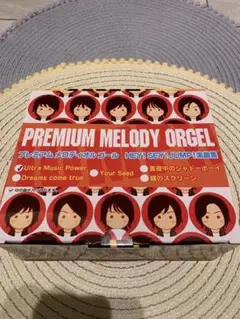 PREMIUM MELODY ORGEL
プレミアム メロディオルゴール HEY! SEY! JUMP! 楽曲集
Ultra Music Power
Your Seed
真夜中のシャドーボーイ
Dreams come true
瞳のスクリーン